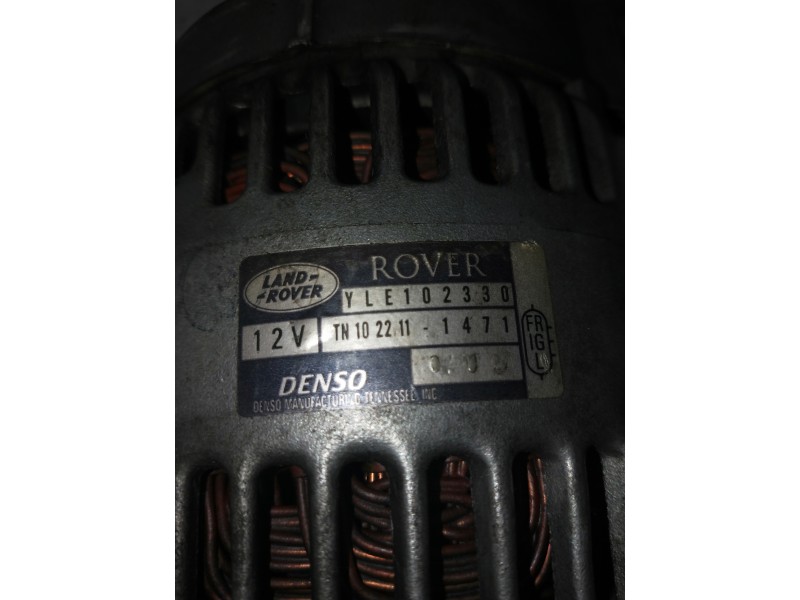 LAND-
-ROVER
ROVER
YLE102330
12V
TN 10 22 11 - 1471
FR
IG
L
DENSO
DENSO MANUFACTURING TENNESSEE, INC